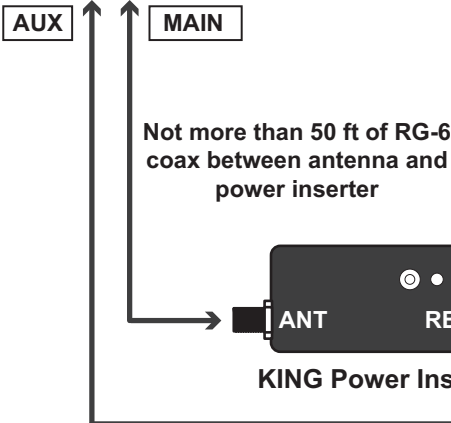 AUX MAIN
Not more than 50 ft of RG-6
coax between antenna and
power inserter
ANT RE
KING Power Ins